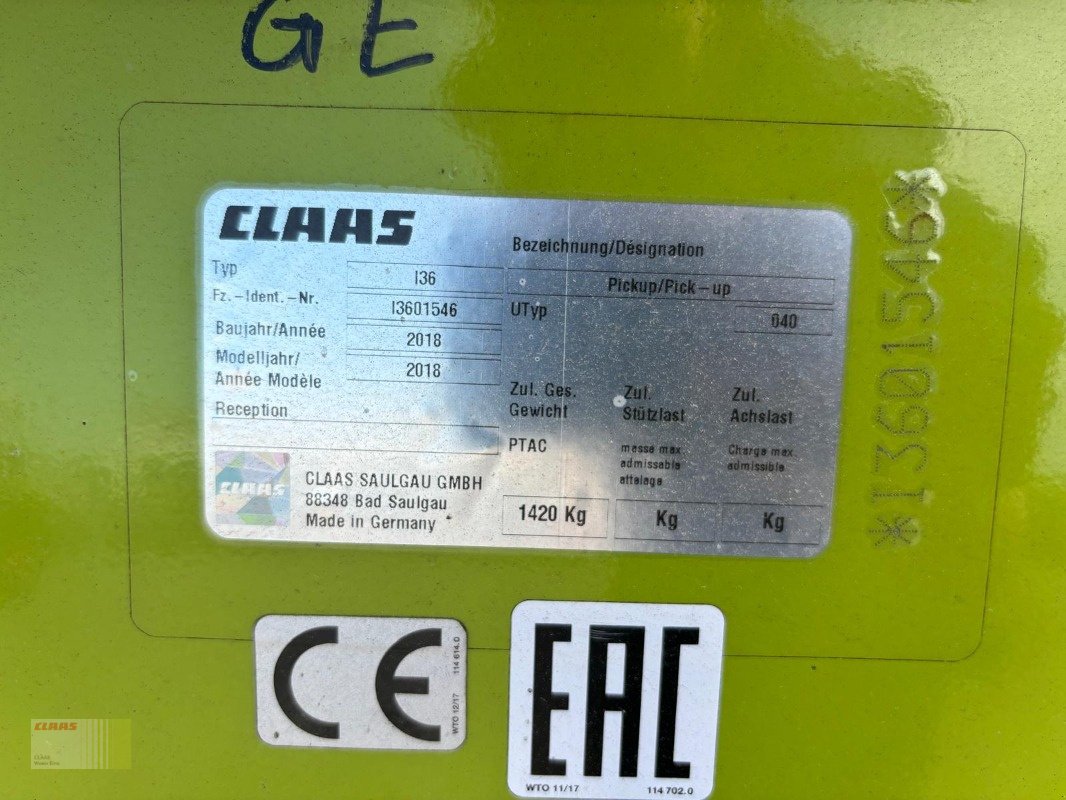 GE
CLAAS
Bezeichnung/Désignation
Typ I36 Pickup/Pick-up
Fz.-Ident.-Nr. I3601546 UTyp 040
Baujahr/Année 2018
Modelljahr/ 2018
Année Modèle
Reception
Zul. Ges. Zul. Zul.
Gewicht Stützlast Achslast
PTAC masse max Charge max
admissable admissible
attelage
1420 Kg Kg Kg
CLAAS
CLAAS SAULGAU GMBH
88348 Bad Saulgau
Made in Germany
*I3601546*
CE
WTO 12/17 114 614.0
EAC
WTO 11/17 114 702.0
CLAAS
CLAAS